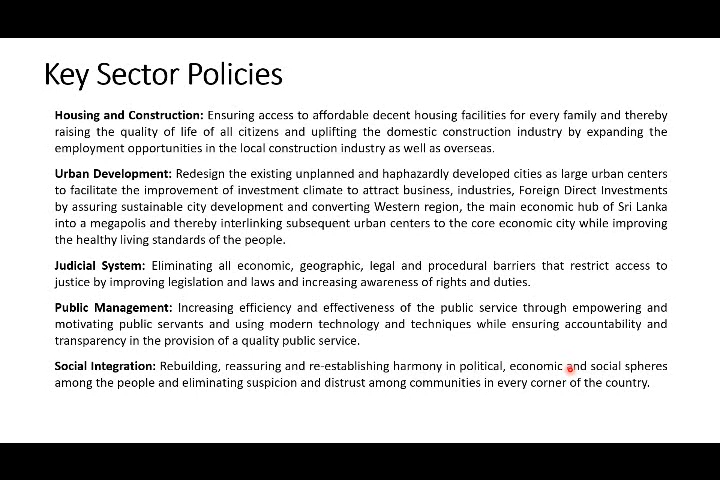 Key Sector Policies
Housing and Construction: Ensuring access to affordable decent housing facilities for every family and thereby
raising the quality of life of all citizens and uplifting the domestic construction industry by expanding the
employment opportunities in the local construction industry as well as overseas.
Urban Development: Redesign the existing unplanned and haphazardly developed cities as large urban centers
to facilitate the improvement of investment climate to attract business, industries, Foreign Direct Investments
by assuring sustainable city development and converting Western region, the main economic hub of Sri Lanka
into a megapolis and thereby interlinking subsequent urban centers to the core economic city while improving
the healthy living standards of the people.
Judicial System: Eliminating all economic, geographic, legal and procedural barriers that restrict access to
justice by improving legislation and laws and increasing awareness of rights and duties.
Public Management: Increasing efficiency and effectiveness of the public service through empowering and
motivating public servants and using modern technology and techniques while ensuring accountability and
transparency in the provision of a quality public service.
Social Integration: Rebuilding, reassuring and re-establishing harmony in political, economic and social spheres
among the people and eliminating suspicion and distrust among communities in every corner of the country.